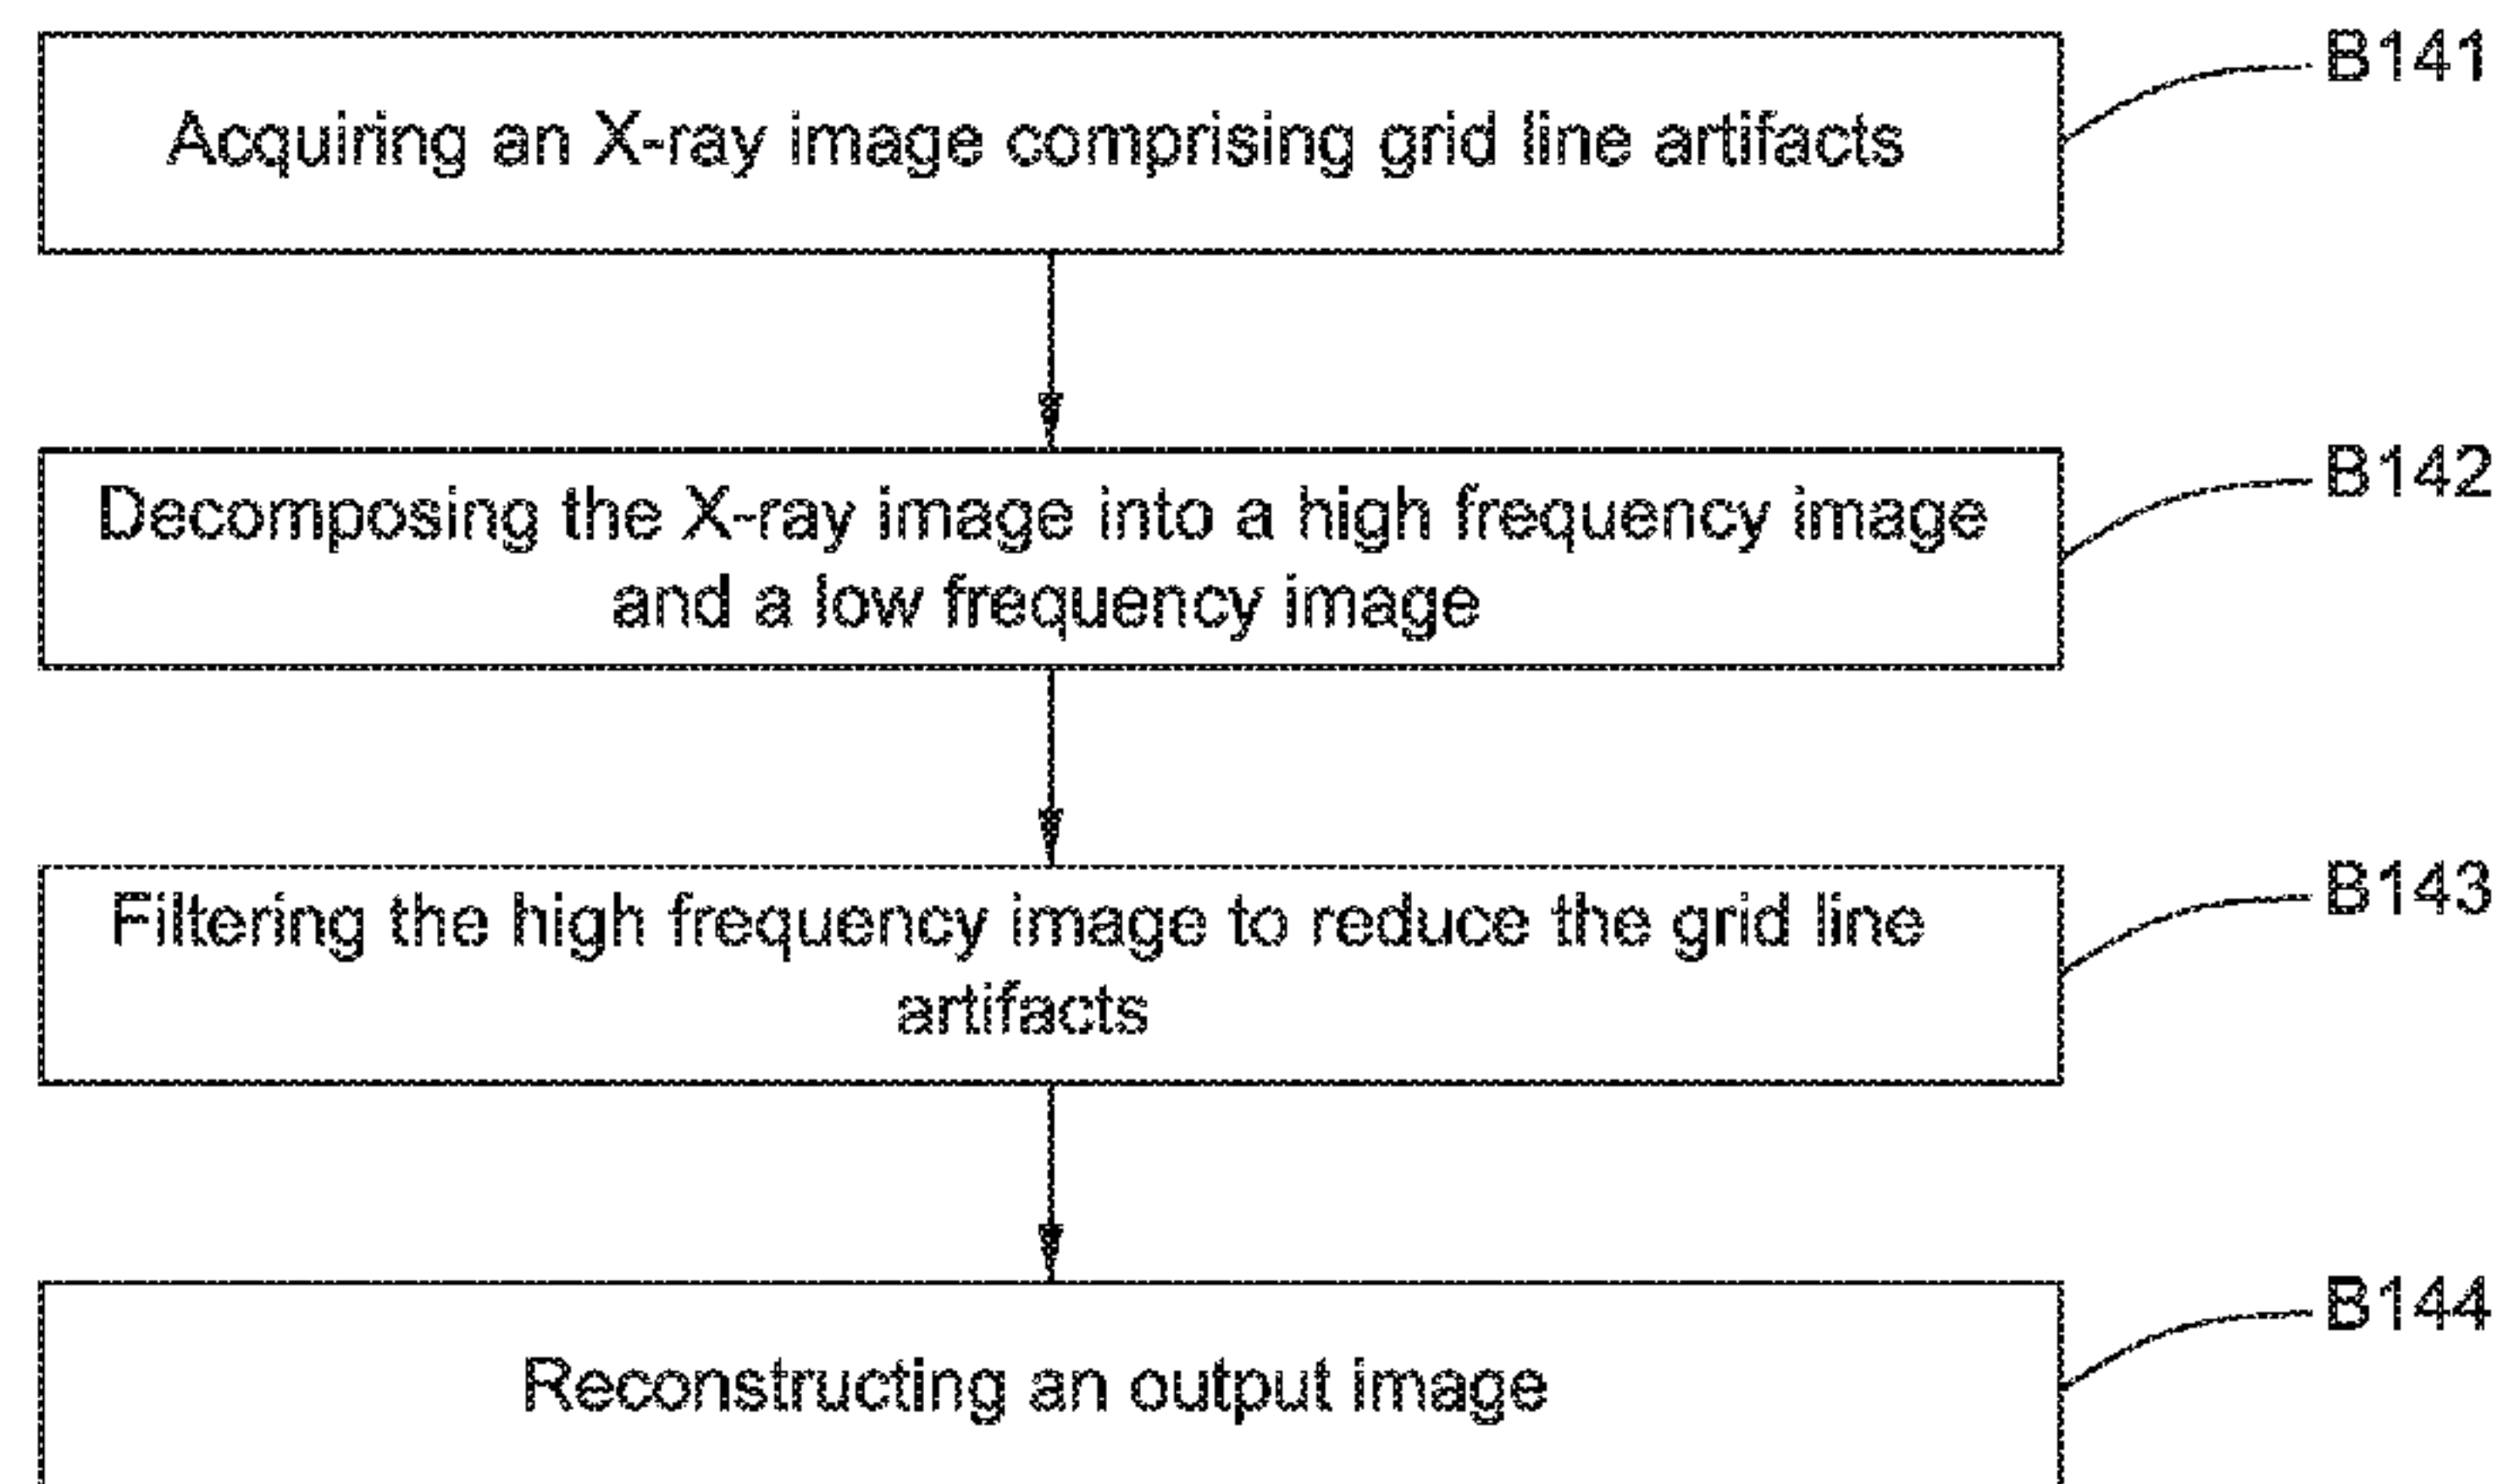 B141
Acquiring an X-ray image comprising grid line artifacts
B142
Decomposing the X-ray image into a high frequency image
and a low frequency image
B143
Filtering the high frequency image to reduce the grid line
artifacts
B144
Reconstructing an output image